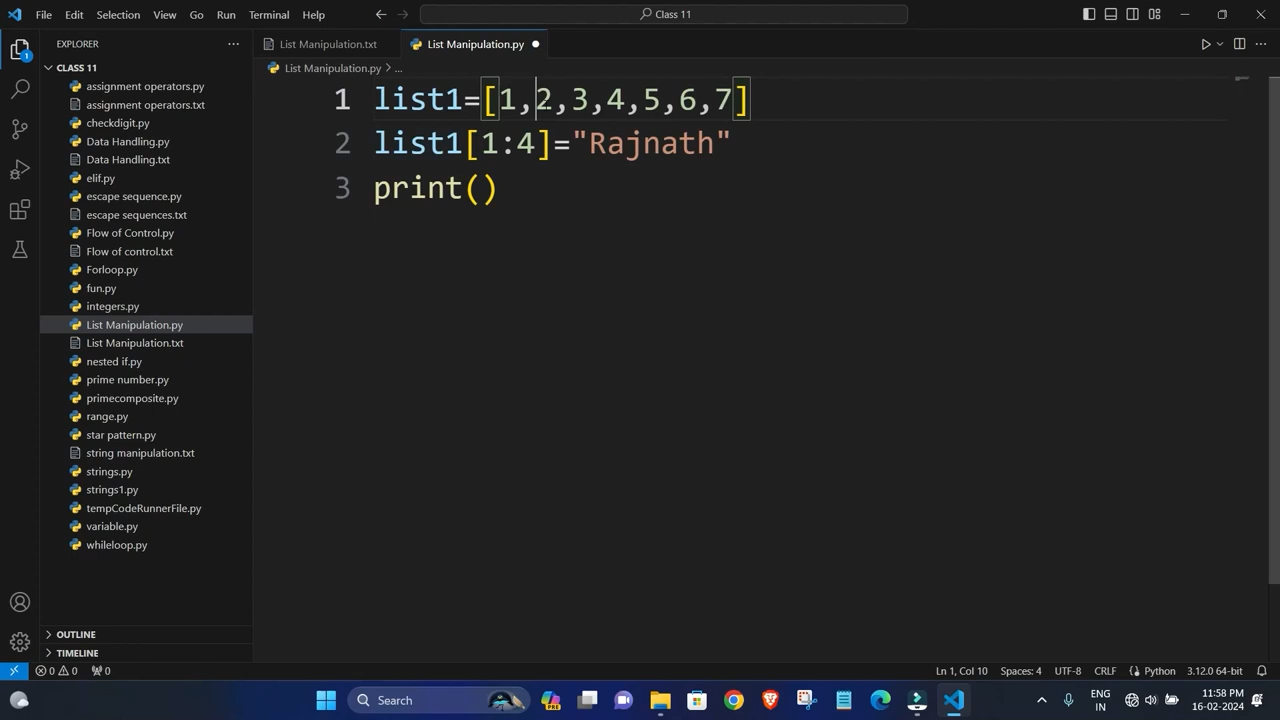 File Edit Selection View Go Run Terminal Help
Class 11
EXPLORER
List Manipulation.txt
List Manipulation.py
CLASS 11
List Manipulation.py > ...
assignment operators.py
assignment operators.txt
checkdigit.py
Data Handling.py
Data Handling.txt
elif.py
escape sequence.py
escape sequences.txt
Flow of Control.py
Flow of control.txt
Forloop.py
fun.py
integers.py
List Manipulation.py
List Manipulation.txt
nested if.py
prime number.py
primecomposite.py
range.py
star pattern.py
string manipulation.txt
strings.py
strings1.py
tempCodeRunnerFile.py
variable.py
whileloop.py
OUTLINE
TIMELINE
1 list1=[1,2,3,4,5,6,7]
2 list1[1:4]="Rajnath"
3 print()
1
0 0 0
Ln 1, Col 10 Spaces: 4 UTF-8 CRLF Python 3.12.0 64-bit
Search
PRE
ENG
IN
11:58 PM
16-02-2024